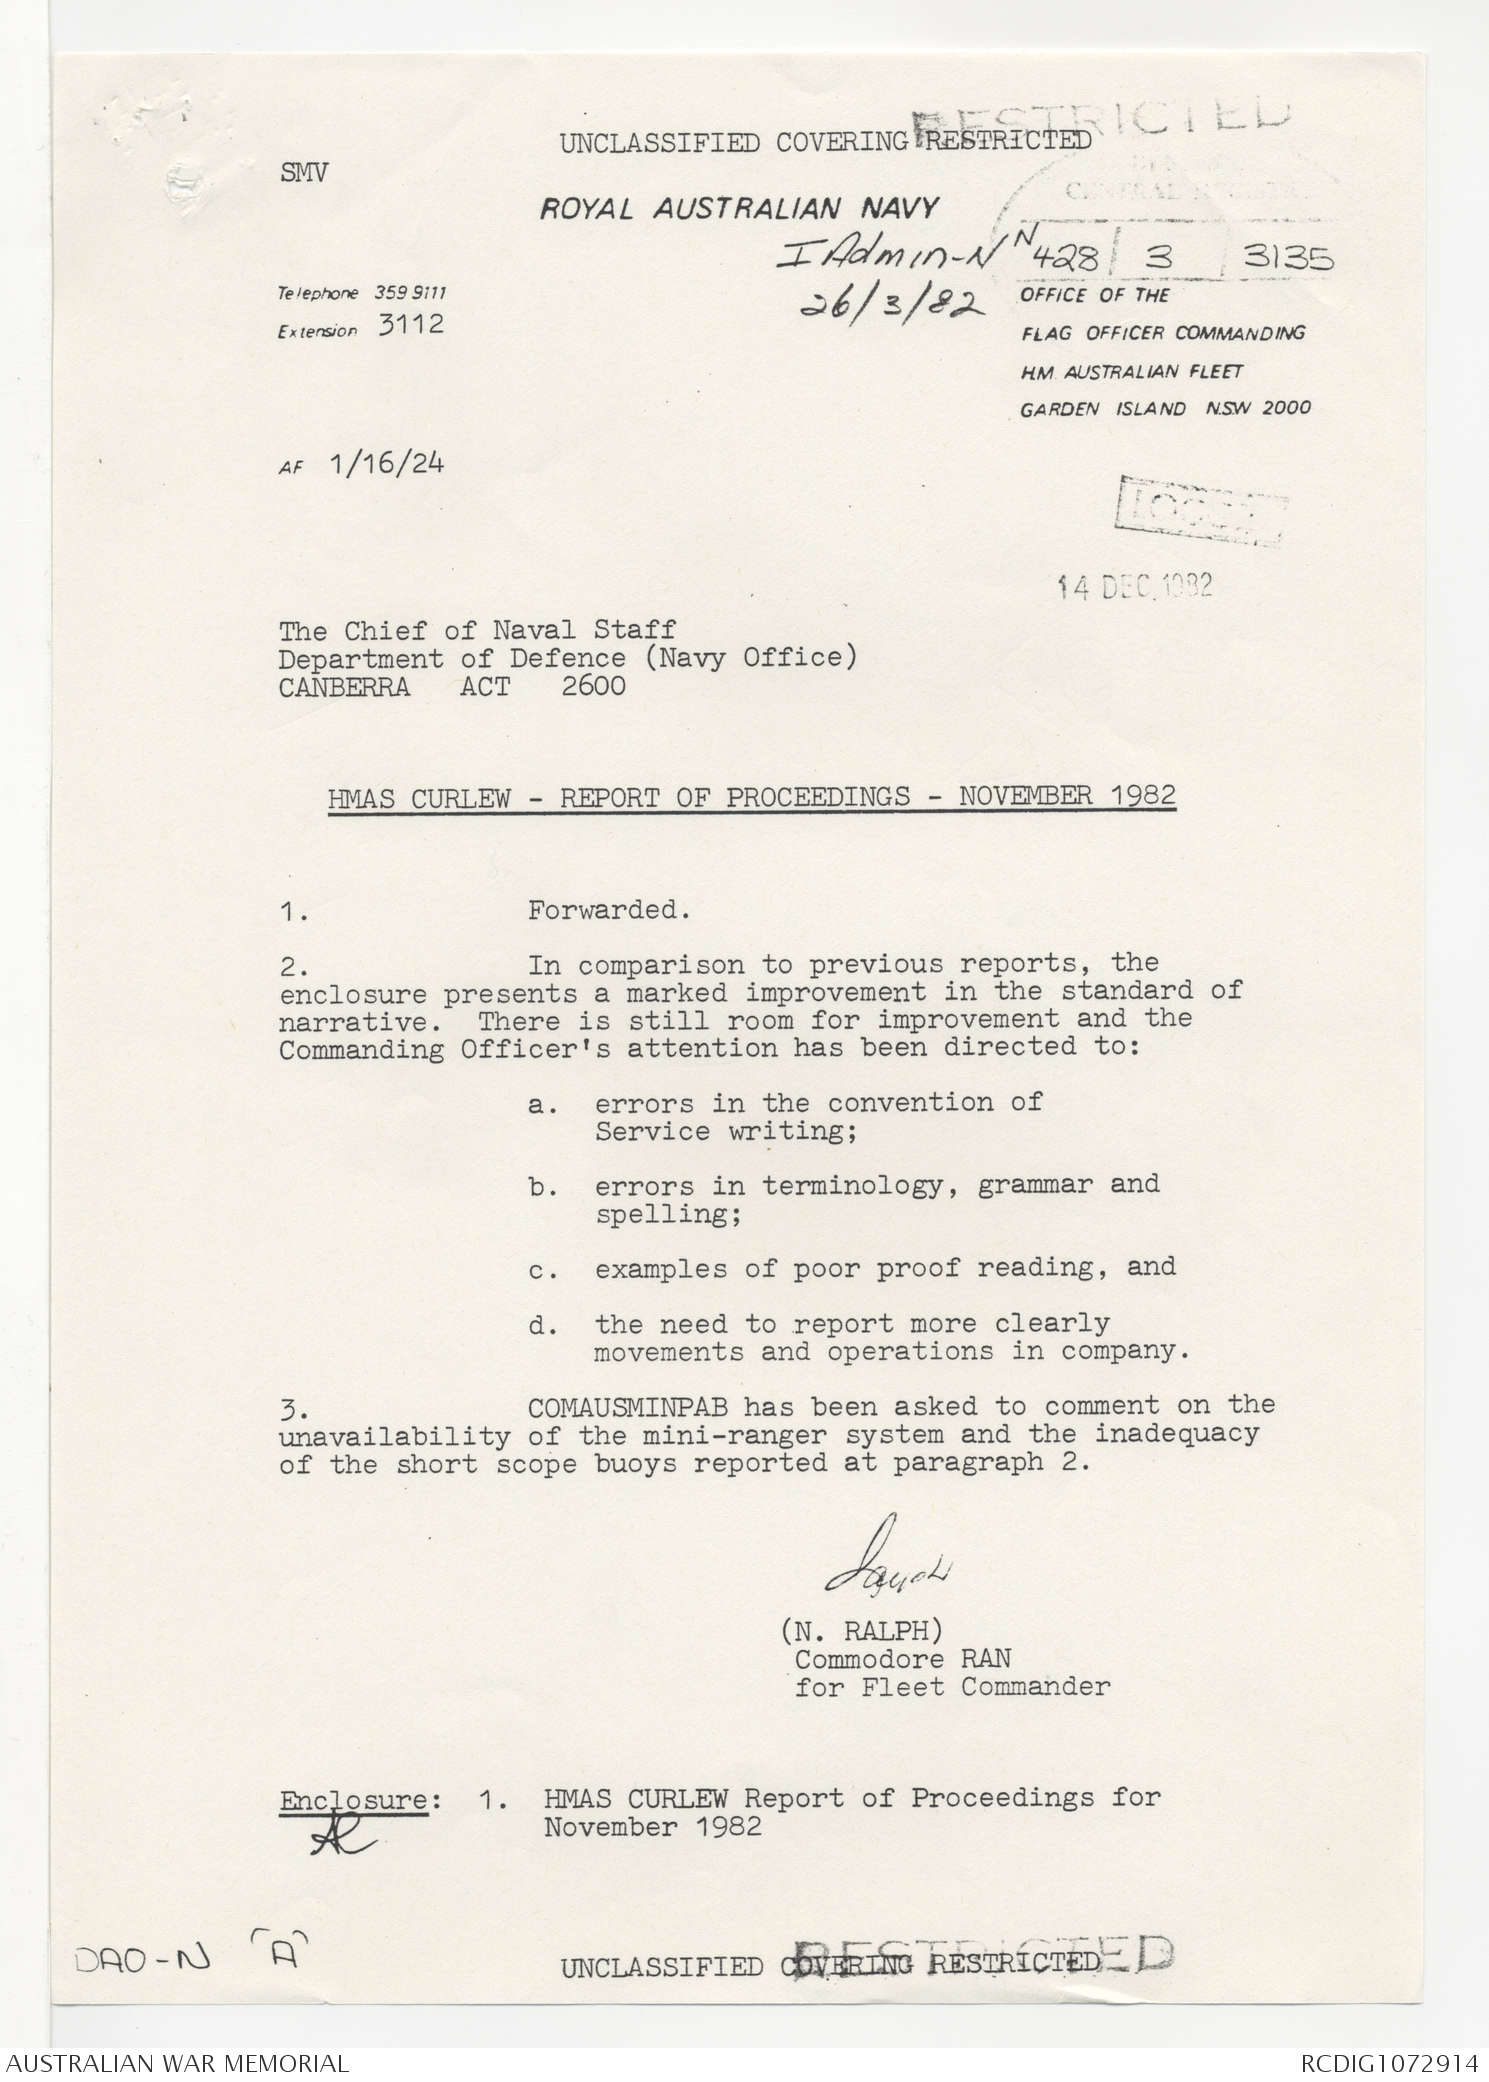 RESTRICTED
UNCLASSIFIED COVERING RESTRICTED
SMV
ROYAL AUSTRALIAN NAVY
I Admin-N
N 428 3 3135
26/3/82
Telephone 359 9111
Extension 3112
OFFICE OF THE
FLAG OFFICER COMMANDING
H.M. AUSTRALIAN FLEET
GARDEN ISLAND N.S.W 2000
AF 1/16/24
14 DEC 1982
The Chief of Naval Staff
Department of Defence (Navy Office)
CANBERRA ACT 2600
HMAS CURLEW - REPORT OF PROCEEDINGS - NOVEMBER 1982
1. Forwarded.
2. In comparison to previous reports, the
enclosure presents a marked improvement in the standard of
narrative. There is still room for improvement and the
Commanding Officer's attention has been directed to:
a. errors in the convention of
Service writing;
b. errors in terminology, grammar and
spelling;
c. examples of poor proof reading, and
d. the need to report more clearly
movements and operations in company.
3. COMAUSMINPAB has been asked to comment on the
unavailability of the mini-ranger system and the inadequacy
of the short scope buoys reported at paragraph 2.
(N. RALPH)
Commodore RAN
for Fleet Commander
Enclosure: 1. HMAS CURLEW Report of Proceedings for
November 1982
DAO-N (A)
RESTRICTED
UNCLASSIFIED COVERING RESTRICTED
AUSTRALIAN WAR MEMORIAL
RCDIG1072914